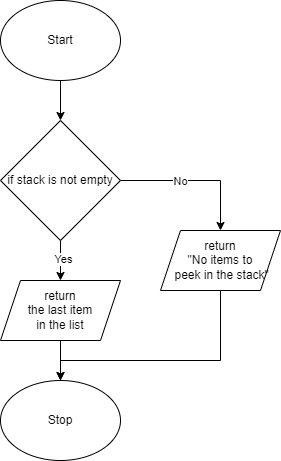 Start
if stack is not empty
No
Yes
return
"No items to
peek in the stack"
return
the last item
in the list
Stop